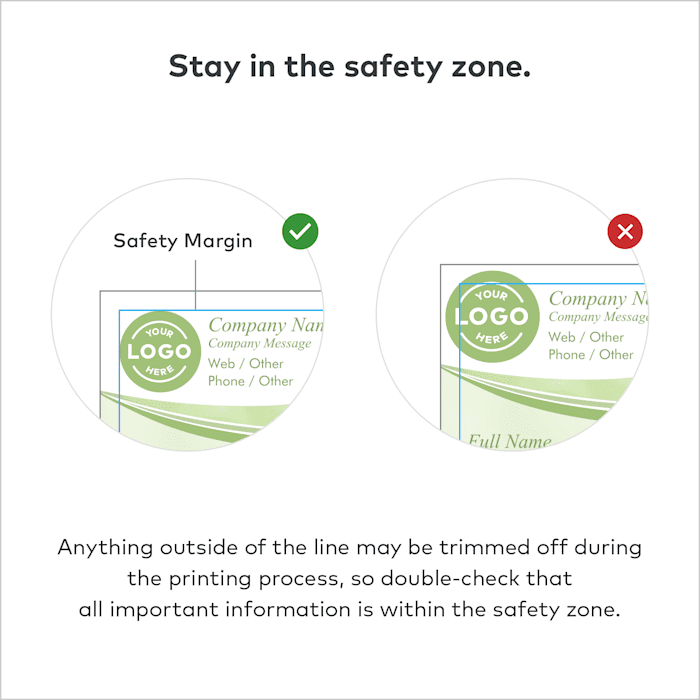 Stay in the safety zone.
Safety Margin
YOUR
LOGO
HERE
Company Nam
Company Message
Web / Other
Phone / Other
YOUR
LOGO
HERE
Company Na
Company Message
Web / Other
Phone / Other
Full Name
Anything outside of the line may be trimmed off during
the printing process, so double-check that
all important information is within the safety zone.